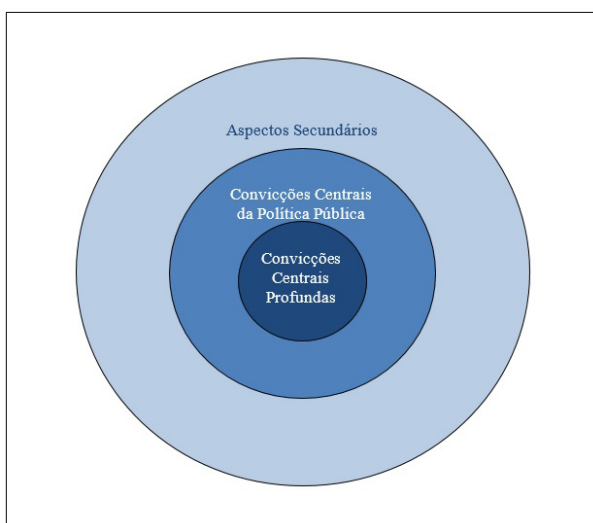 Aspectos Secundários
Convicções Centrais
da Política Pública
Convicções
Centrais
Profundas